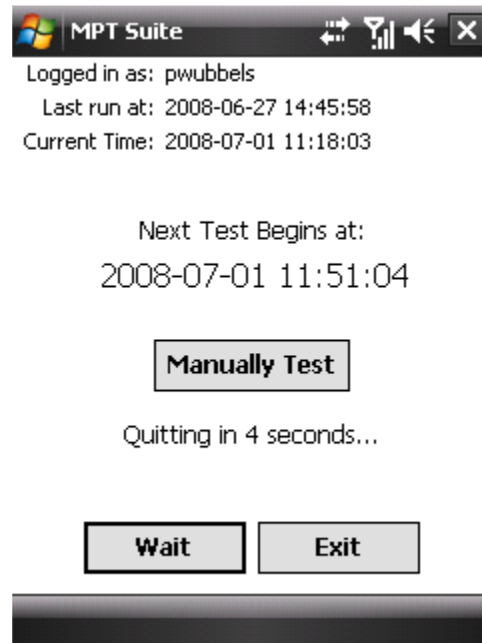 MPT Suite
Logged in as: pwubbels
Last run at: 2008-06-27 14:45:58
Current Time: 2008-07-01 11:18:03
Next Test Begins at:
2008-07-01 11:51:04
Manually Test
Quitting in 4 seconds...
Wait Exit